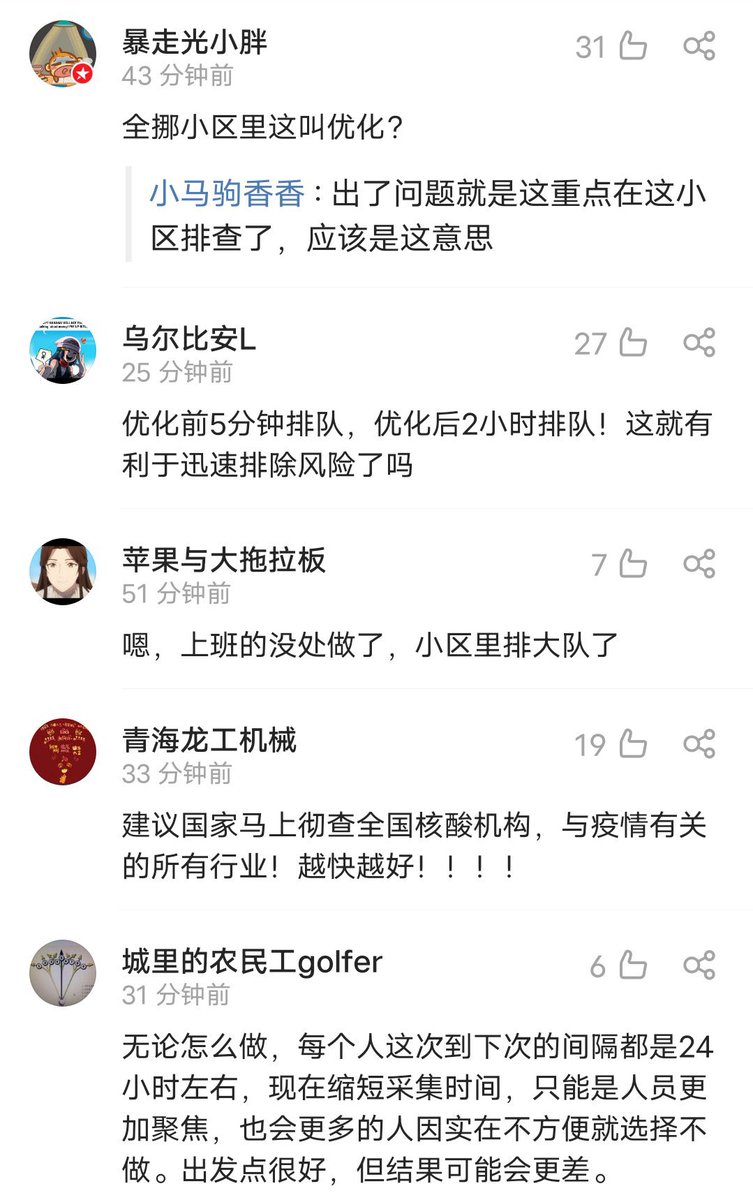 暴走光小胖
31
43 分钟前
全挪小区里这叫优化？
小马驹香香：出了问题就是这重点在这小
区排查了，应该是这意思
乌尔比安L
27
25 分钟前
优化前5分钟排队，优化后2小时排队！这就有
利于迅速排除风险了吗
苹果与大拖拉板
7
51 分钟前
嗯，上班的没处做了，小区里排大队了
青海龙工机械
19
33 分钟前
建议国家马上彻查全国核酸机构，与疫情有关
的所有行业！越快越好！！！！
城里的农民工golfer
6
31 分钟前
无论怎么做，每个人这次到下次的间隔都是24
小时左右，现在缩短采集时间，只能是人员更
加聚焦，也会更多的人因实在不方便就选择不
做。出发点很好，但结果可能会更差。